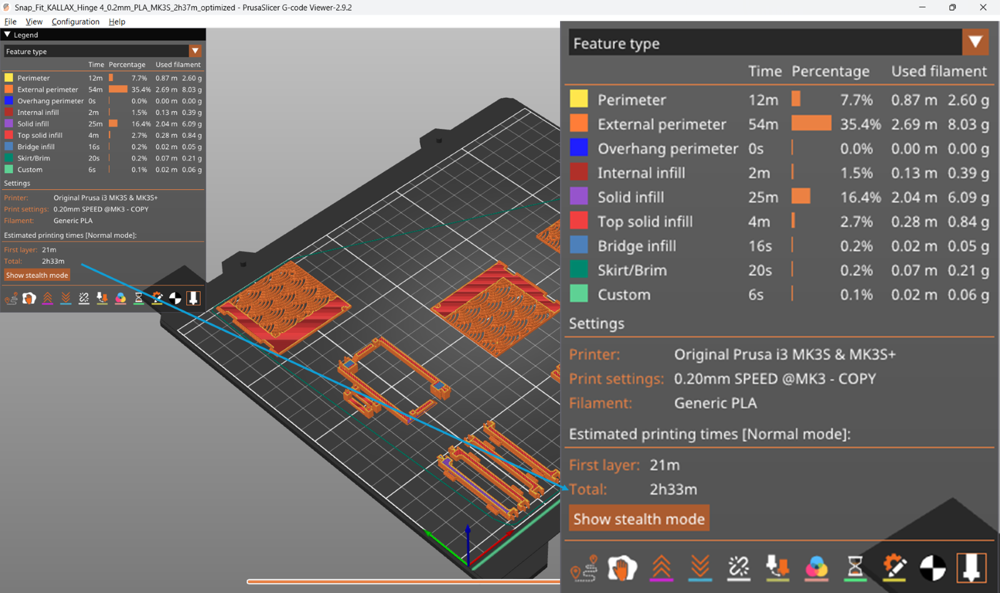 Snap_Fit_KALLAX_Hinge 4_0.2mm_PLA_MK3S_2h37m_optimized - PrusaSlicer G-code Viewer-2.9.2
File View Configuration Help
Legend
Feature type
Time Percentage Used filament
Perimeter 12m 7.7% 0.87 m 2.60 g
External perimeter 54m 35.4% 2.69 m 8.03 g
Overhang perimeter 0s 0.0% 0.00 m 0.00 g
Internal infill 2m 1.5% 0.13 m 0.39 g
Solid infill 25m 16.4% 2.04 m 6.09 g
Top solid infill 4m 2.7% 0.28 m 0.84 g
Bridge infill 16s 0.2% 0.02 m 0.05 g
Skirt/Brim 20s 0.2% 0.07 m 0.21 g
Custom 6s 0.1% 0.02 m 0.06 g
Settings
Printer: Original Prusa i3 MK3S & MK3S+
Print settings: 0.20mm SPEED @MK3 - COPY
Filament: Generic PLA
Estimated printing times [Normal mode]:
First layer: 21m
Total: 2h33m
Show stealth mode
Feature type
Time Percentage Used filament
Perimeter 12m 7.7% 0.87 m 2.60 g
External perimeter 54m 35.4% 2.69 m 8.03 g
Overhang perimeter 0s 0.0% 0.00 m 0.00 g
Internal infill 2m 1.5% 0.13 m 0.39 g
Solid infill 25m 16.4% 2.04 m 6.09 g
Top solid infill 4m 2.7% 0.28 m 0.84 g
Bridge infill 16s 0.2% 0.02 m 0.05 g
Skirt/Brim 20s 0.2% 0.07 m 0.21 g
Custom 6s 0.1% 0.02 m 0.06 g
Settings
Printer: Original Prusa i3 MK3S & MK3S+
Print settings: 0.20mm SPEED @MK3 - COPY
Filament: Generic PLA
Estimated printing times [Normal mode]:
First layer: 21m
Total: 2h33m
Show stealth mode